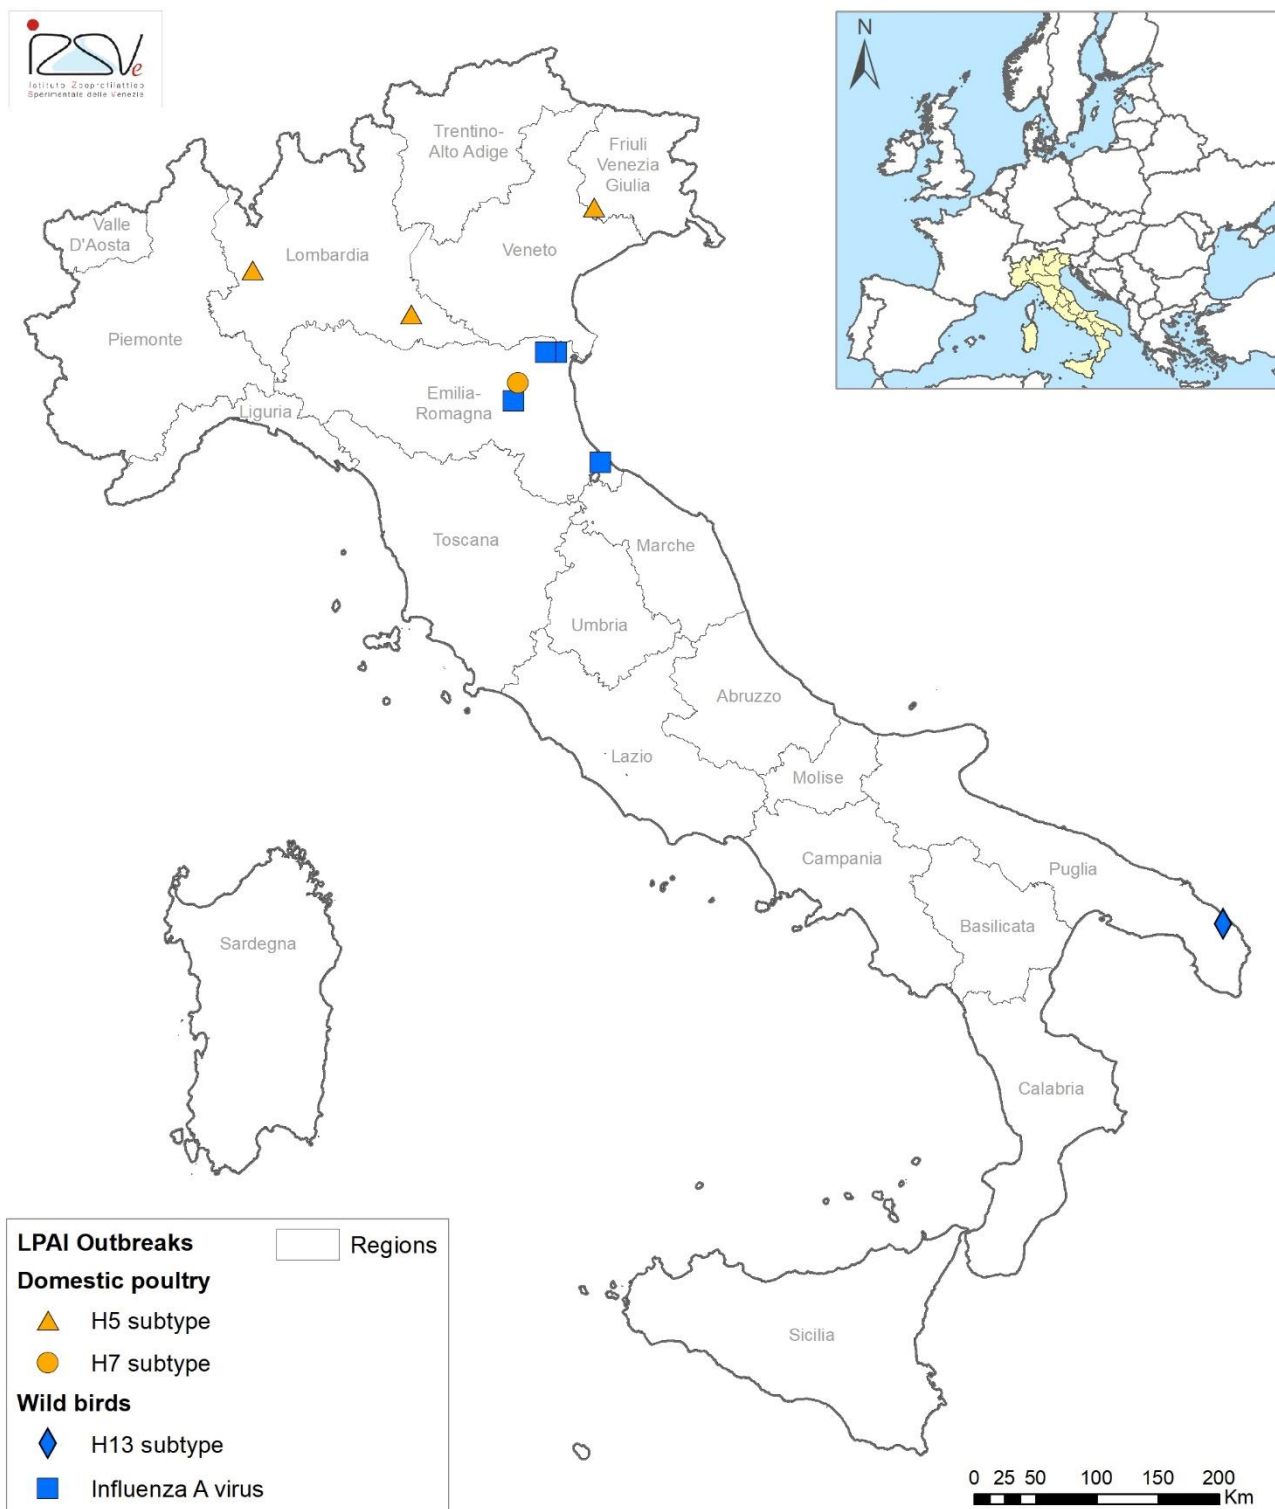 IZSVe
Istituto Zooprofilattico
Sperimentale delle Venezie
N
Trentino-
Alto Adige
Friuli
Venezia
Giulia
Valle
D'Aosta
Lombardia
Veneto
Piemonte
Emilia-
Romagna
Liguria
Toscana
Marche
Umbria
Abruzzo
Lazio
Molise
Campania
Puglia
Basilicata
Sardegna
Calabria
Sicilia
LPAI Outbreaks
Regions
Domestic poultry
H5 subtype
H7 subtype
Wild birds
H13 subtype
Influenza A virus
0 25 50 100 150 200
Km